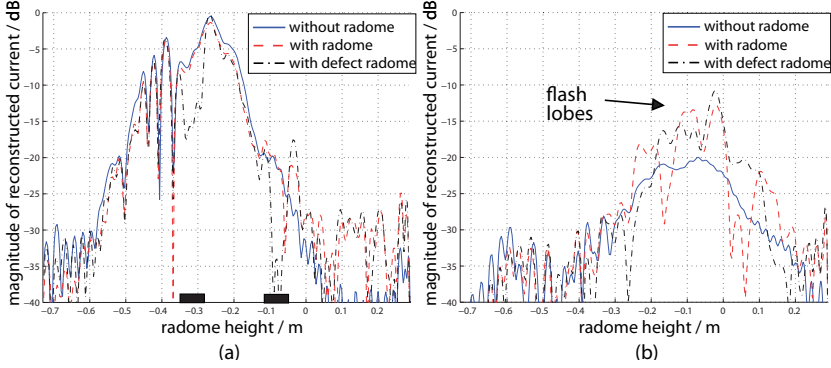 magnitude of reconstructed current / dB
0
−5
−10
−15
−20
−25
−30
−35
−40
without radome
with radome
with defect radome
−0.7 −0.6 −0.5 −0.4 −0.3 −0.2 −0.1 0 0.1 0.2
radome height / m
(a)
magnitude of reconstructed current / dB
0
−5
−10
−15
−20
−25
−30
−35
−40
without radome
with radome
with defect radome
flash
lobes
−0.7 −0.6 −0.5 −0.4 −0.3 −0.2 −0.1 0 0.1 0.2
radome height / m
(b)